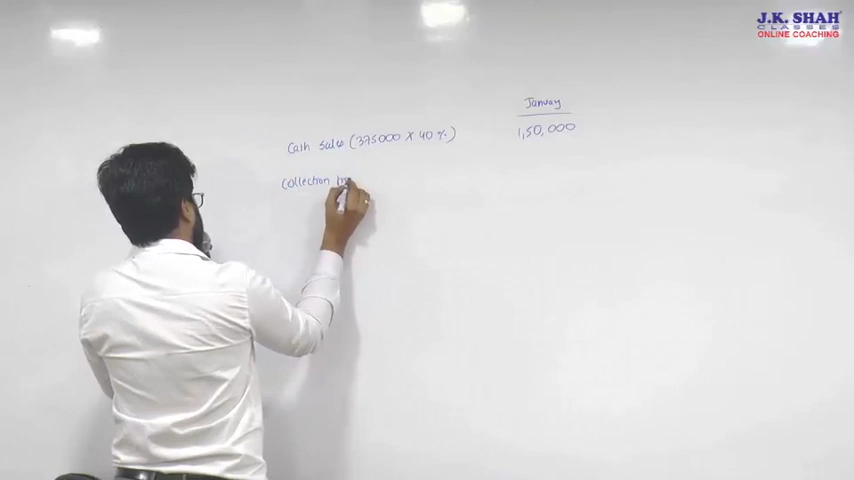 J.K. SHAH
CLASSES
ONLINE COACHING
January
Cash sales (375000 X 40 %)
1,50,000
Collection